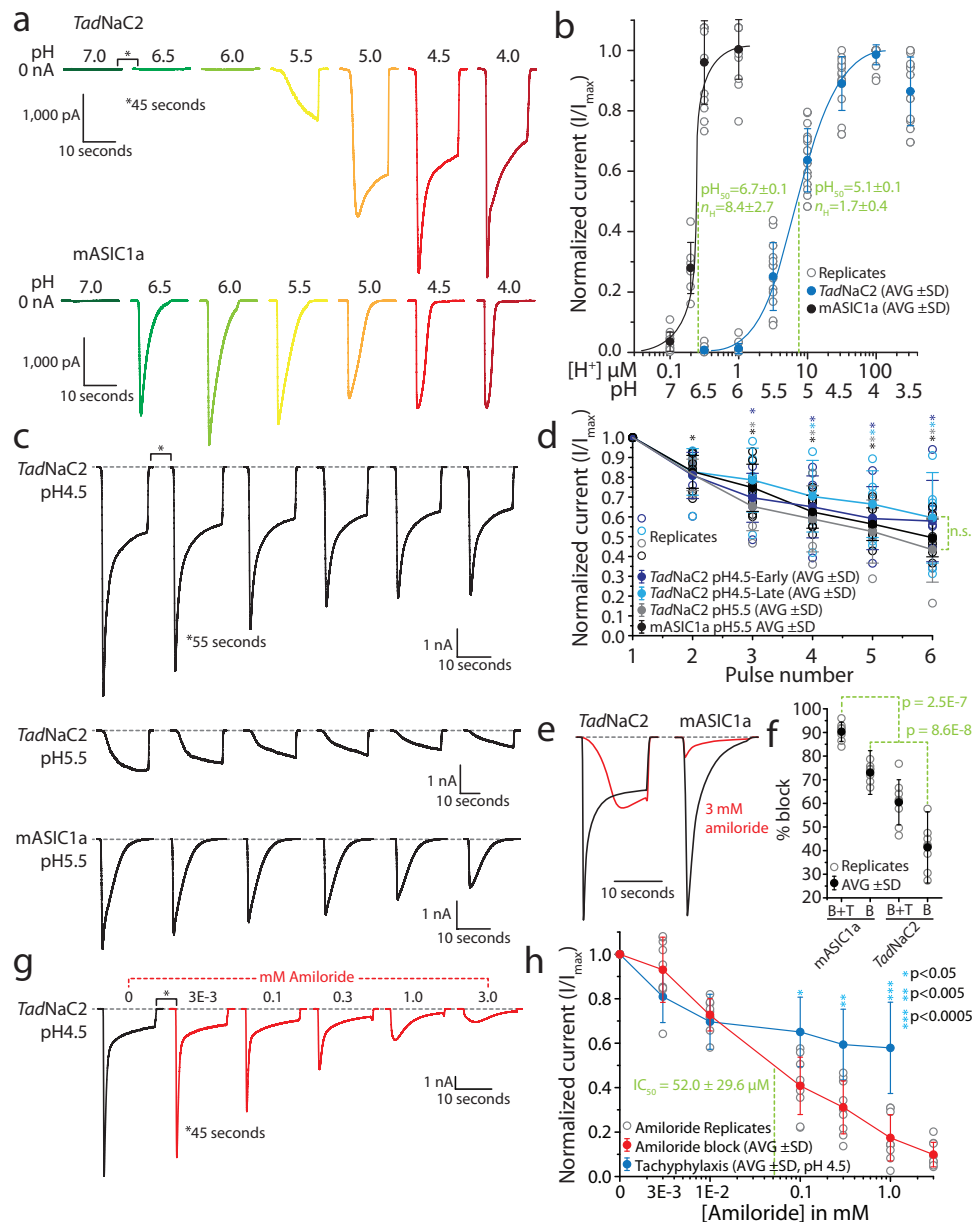 a
TadNaC2
pH 7.0 * 6.5 6.0 5.5 5.0 4.5 4.0
0 nA
*45 seconds
1,000 pA
10 seconds
mASIC1a
pH 7.0 6.5 6.0 5.5 5.0 4.5 4.0
0 nA
1,000 pA
10 seconds
b
Normalized current (I/Imax)
1.0
0.8
0.6
0.4
0.2
0.0
pH50=6.7±0.1
nH=8.4±2.7
pH50=5.1±0.1
nH=1.7±0.4
Replicates
TadNaC2 (AVG ±SD)
mASIC1a (AVG ±SD)
[H+] μM 0.1 1 10 100
pH 7 6.5 6 5.5 5 4.5 4 3.5
c
TadNaC2
pH4.5
*
*55 seconds
1 nA
10 seconds
TadNaC2
pH5.5
1 nA
10 seconds
mASIC1a
pH5.5
1 nA
10 seconds
d
Normalized current (I/Imax)
1.0
0.9
0.8
0.7
0.6
0.5
0.4
0.3
0.2
0.1
0.0
* *** **** **** ****
n.s.
Replicates
TadNaC2 pH4.5-Early (AVG ±SD)
TadNaC2 pH4.5-Late (AVG ±SD)
TadNaC2 pH5.5 (AVG ±SD)
mASIC1a pH5.5 AVG ±SD
1 2 3 4 5 6
Pulse number
e
TadNaC2 mASIC1a
3 mM
amiloride
10 seconds
f
% block
100
90
80
70
60
50
40
30
20
p = 2.5E-7
p = 8.6E-8
Replicates
AVG ±SD
B+T B B+T B
mASIC1a TadNaC2
g
mM Amiloride
0 * 3E-3 0.1 0.3 1.0 3.0
TadNaC2
pH4.5
*45 seconds
1 nA
10 seconds
h
Normalized current (I/Imax)
1.0
0.8
0.6
0.4
0.2
0.0
* ** ***
* p<0.05
** p<0.005
*** p<0.0005
IC50 = 52.0 ± 29.6 μM
Amiloride Replicates
Amiloride block (AVG ±SD)
Tachyphylaxis (AVG ±SD, pH 4.5)
0 3E-3 1E-2 0.1 1.0
[Amiloride] in mM